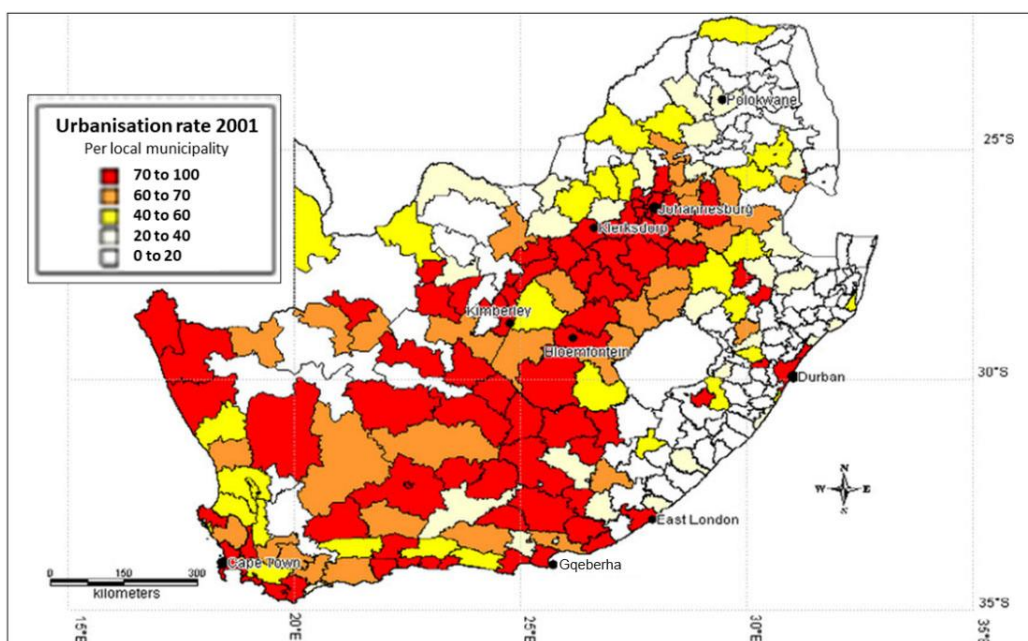 Urbanisation rate 2001
Per local municipality
70 to 100
60 to 70
40 to 60
20 to 40
0 to 20
Polokwane
25°S
Johannesburg
Klerksdorp
Kimberley
Bloemfontein
Durban
30°S
N
W E
S
East London
Cape Town
Gqeberha
0 150 300
kilometers
35°S
15°E
20°E
25°E
30°E
35°E